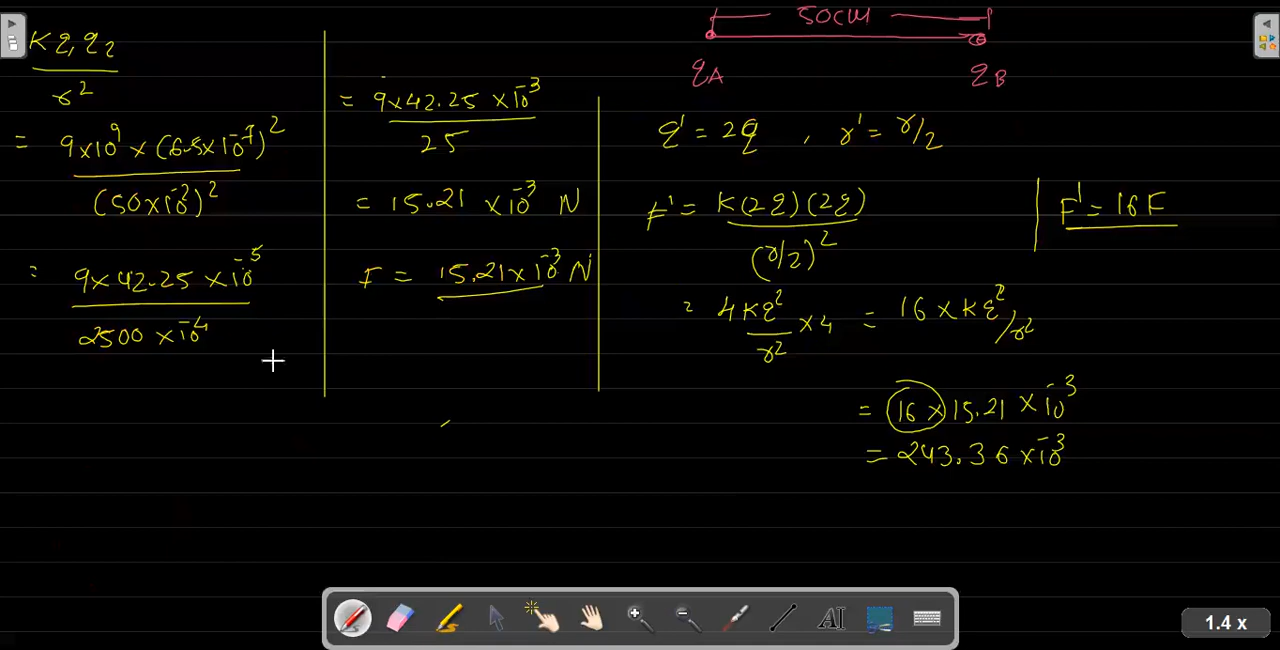 Kq₁q₂
/ r²
= 9×10⁹ × (6.5×10⁻⁷)²
/ (50×10⁻²)²
= 9×42.25 ×10⁻⁵
/ 2500 ×10⁻⁴
= 9×42.25 ×10⁻³
/ 25
= 15.21 ×10⁻³ N
F = 15.21×10⁻³ N
50cm
qA qB
q' = 2q , r' = r/2
F' = K(2q)(2q)
/ (r/2)²
= 4Kq² / r² ×4 = 16 × Kq²/r²
= 16 × 15.21 × 10⁻³
= 243.36 ×10⁻³
F' = 16F
AI
1.4 x